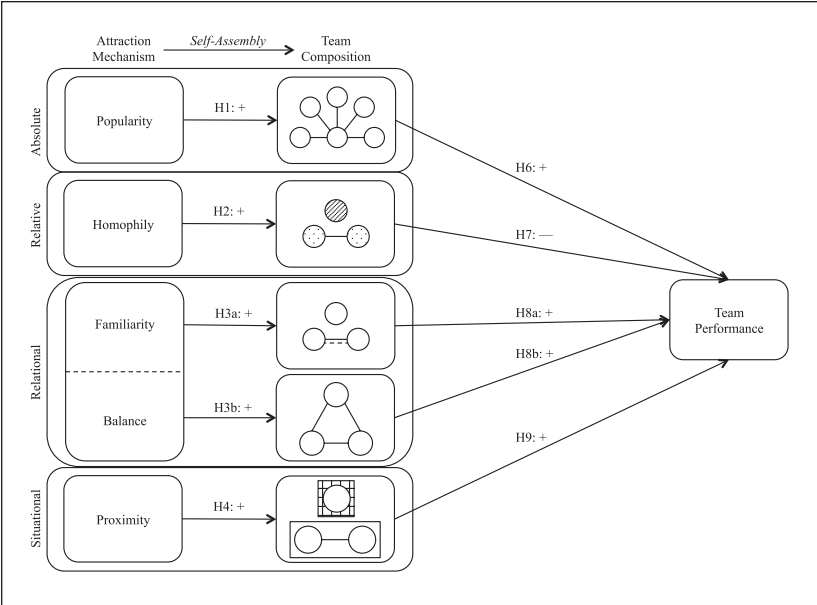 Attraction
Mechanism
Self-Assembly
Team
Composition
Absolute
Popularity
H1: +
H6: +
Relative
Homophily
H2: +
H7: —
Relational
Familiarity
H3a: +
H8a: +
Team
Performance
H8b: +
Balance
H3b: +
H9: +
Situational
Proximity
H4: +